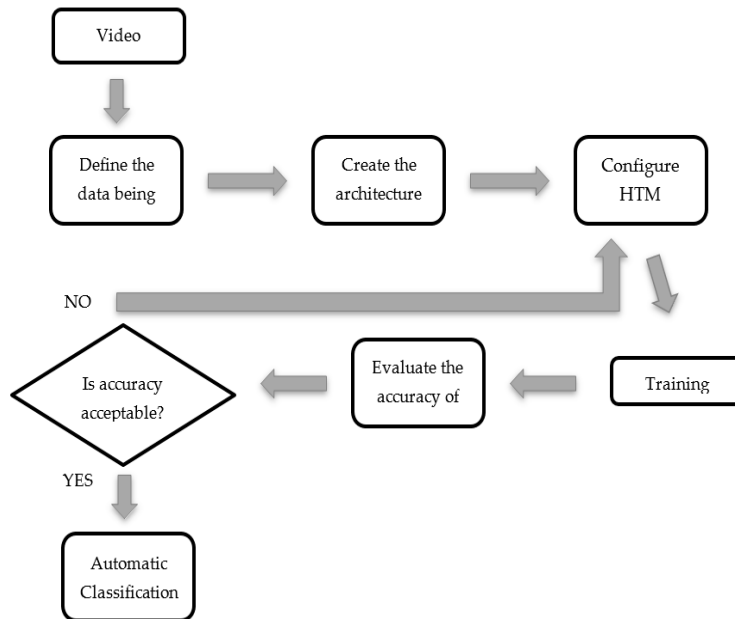 Video
Define the
data being
Create the
architecture
Configure
HTM
NO
Is accuracy
acceptable?
Evaluate the
accuracy of
Training
YES
Automatic
Classification